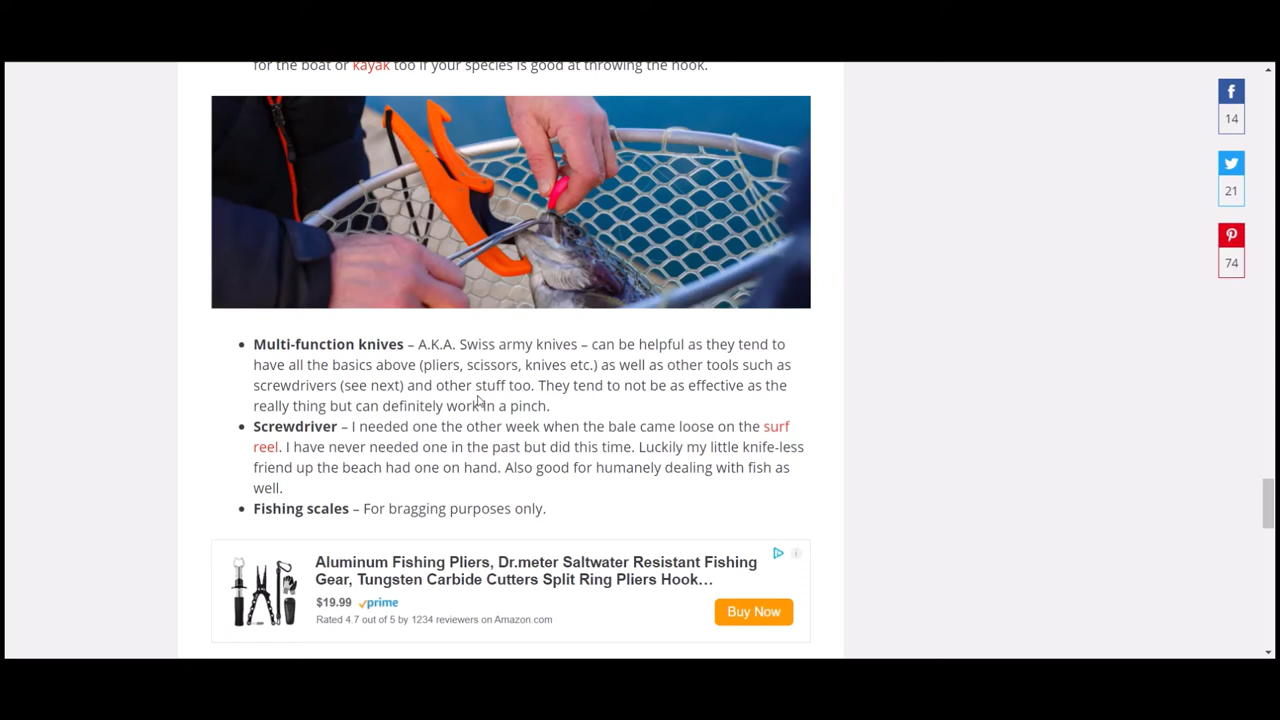 for the boat or kayak too if your species is good at throwing the hook.
14
21
74
Multi-function knives – A.K.A. Swiss army knives – can be helpful as they tend to
have all the basics above (pliers, scissors, knives etc.) as well as other tools such as
screwdrivers (see next) and other stuff too. They tend to not be as effective as the
really thing but can definitely work in a pinch.
Screwdriver – I needed one the other week when the bale came loose on the surf
reel. I have never needed one in the past but did this time. Luckily my little knife-less
friend up the beach had one on hand. Also good for humanely dealing with fish as
well.
Fishing scales – For bragging purposes only.
Aluminum Fishing Pliers, Dr.meter Saltwater Resistant Fishing
Gear, Tungsten Carbide Cutters Split Ring Pliers Hook…
$19.99 prime
Rated 4.7 out of 5 by 1234 reviewers on Amazon.com
Buy Now